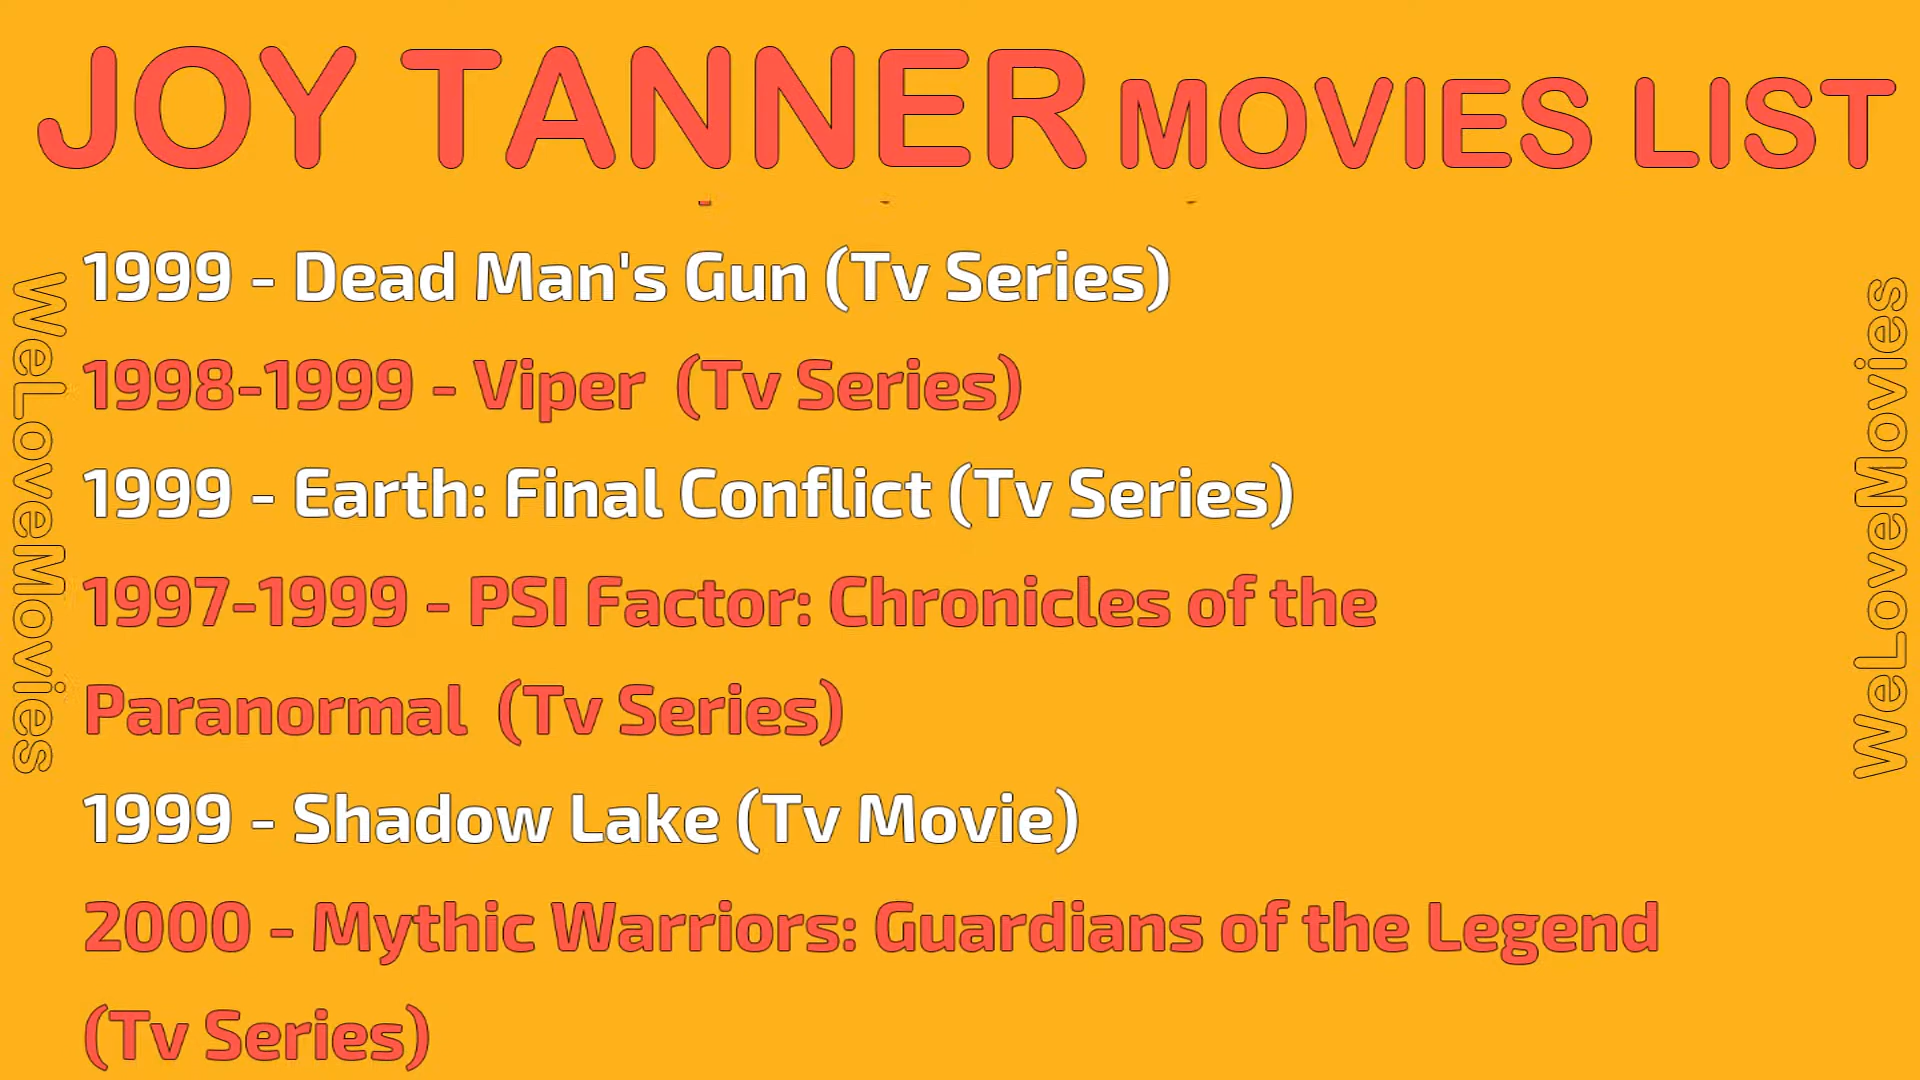 JOY TANNER MOVIES LIST
1999 - Dead Man's Gun (Tv Series)
1998-1999 - Viper  (Tv Series)
1999 - Earth: Final Conflict (Tv Series)
1997-1999 - PSI Factor: Chronicles of the
Paranormal  (Tv Series)
1999 - Shadow Lake (Tv Movie)
2000 - Mythic Warriors: Guardians of the Legend
(Tv Series)
WeLoveMovies
WeLoveMovies